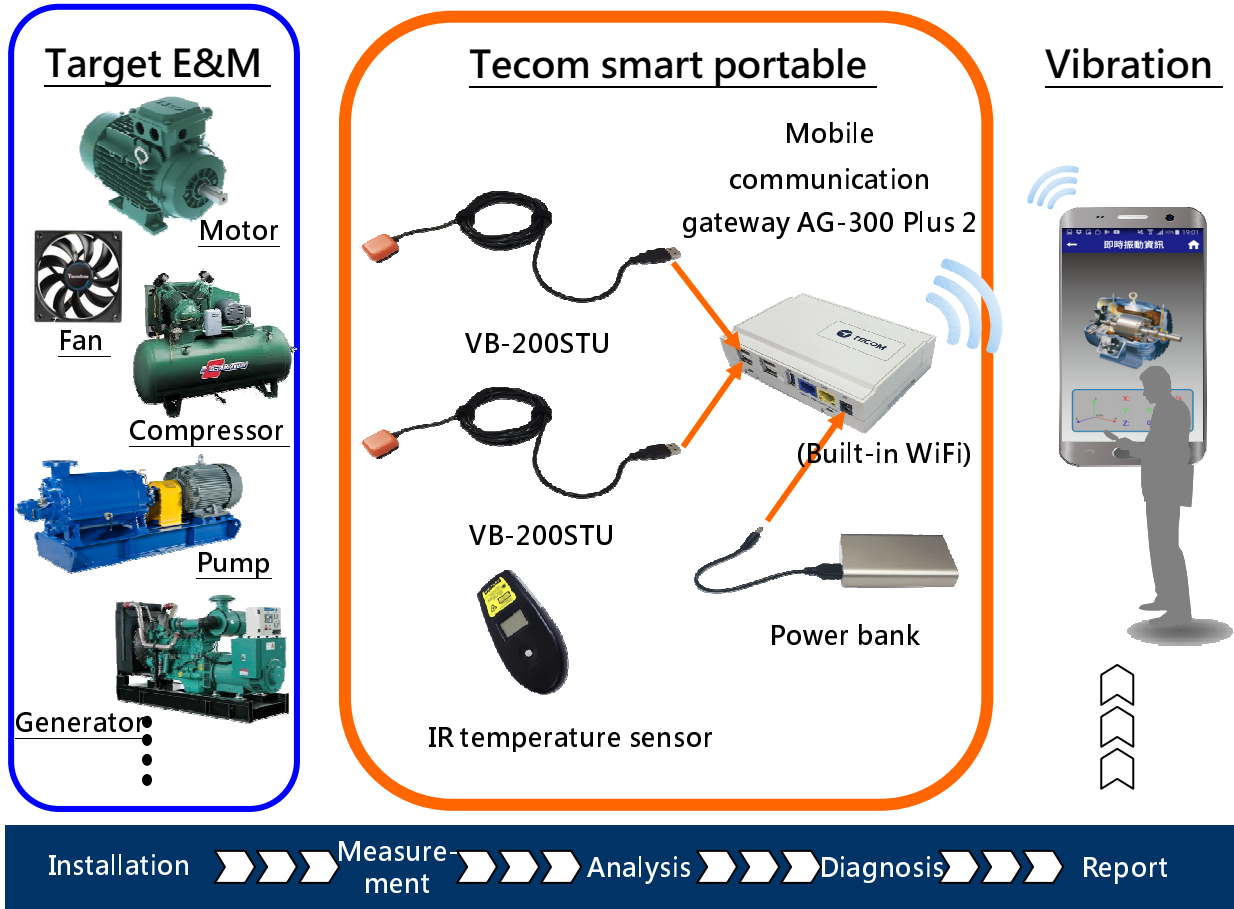 Target E&M
Motor
Fan
Compressor
Pump
Generator
Tecom smart portable
Mobile
communication
gateway AG-300 Plus 2
VB-200STU
TECOM
(Built-in WiFi)
VB-200STU
Power bank
IR temperature sensor
Vibration
19:01
即時振動資訊
X:
Y:
Z:
Installation
Measure-
ment
Analysis
Diagnosis
Report